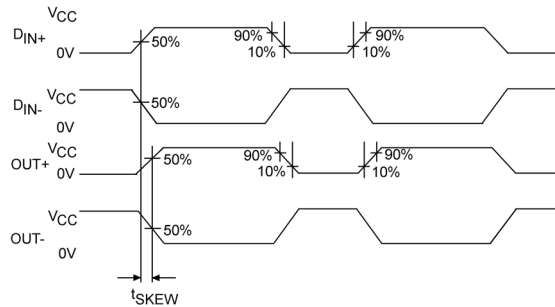 VCC
DIN+
0V
50%
90%
10%
90%
10%
VCC
DIN-
0V
50%
VCC
OUT+
0V
50%
90%
10%
90%
10%
VCC
OUT-
0V
50%
tSKEW